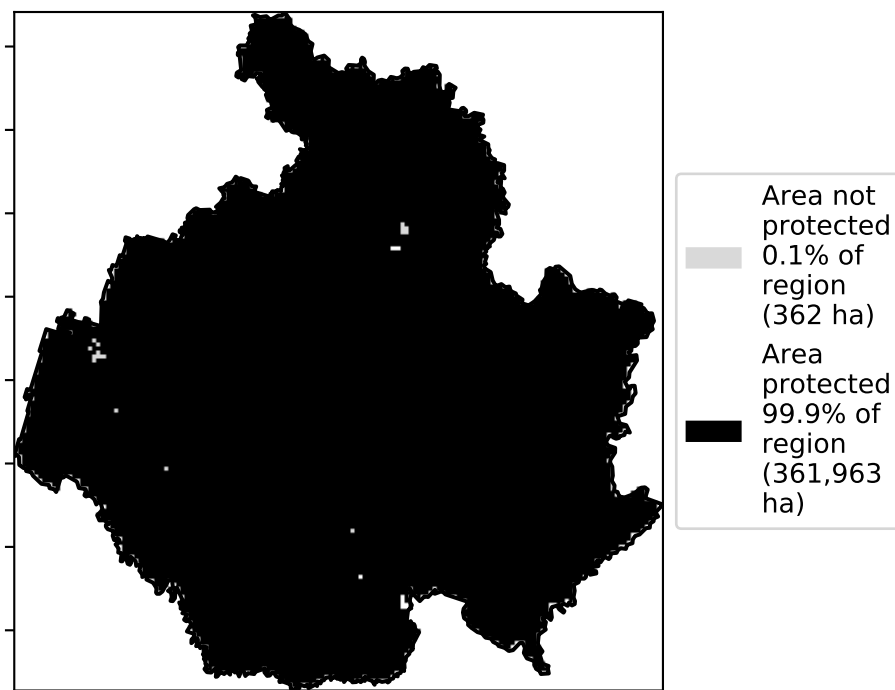 Area not
protected
0.1% of
region
(362 ha)
Area
protected
99.9% of
region
(361,963
ha)